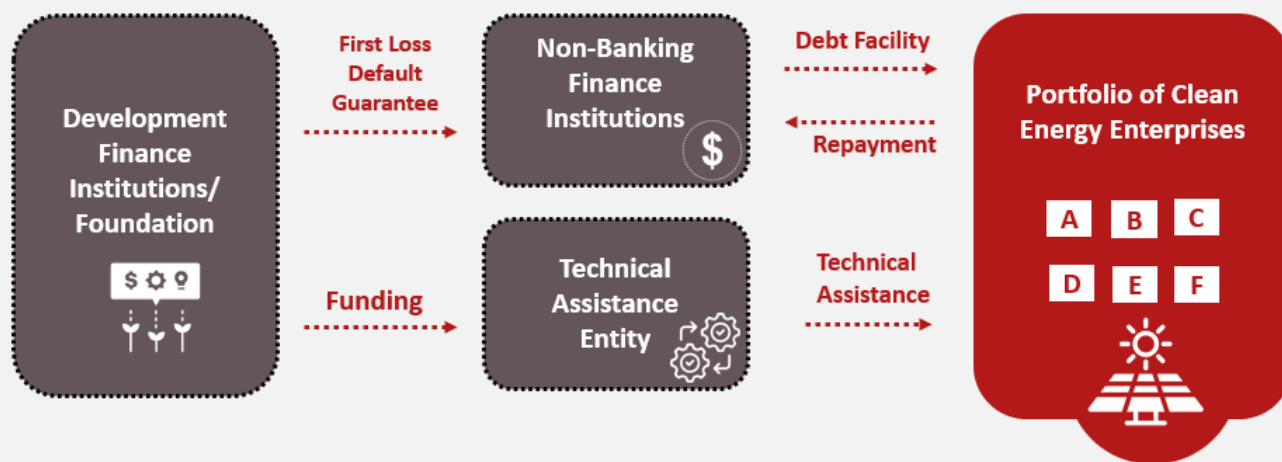 Development
Finance
Institutions/
Foundation
$
First Loss
Default
Guarantee
Non-Banking
Finance
Institutions
$
Debt Facility
Repayment
Funding
Technical
Assistance
Entity
Technical
Assistance
Portfolio of Clean
Energy Enterprises
A B C
D E F